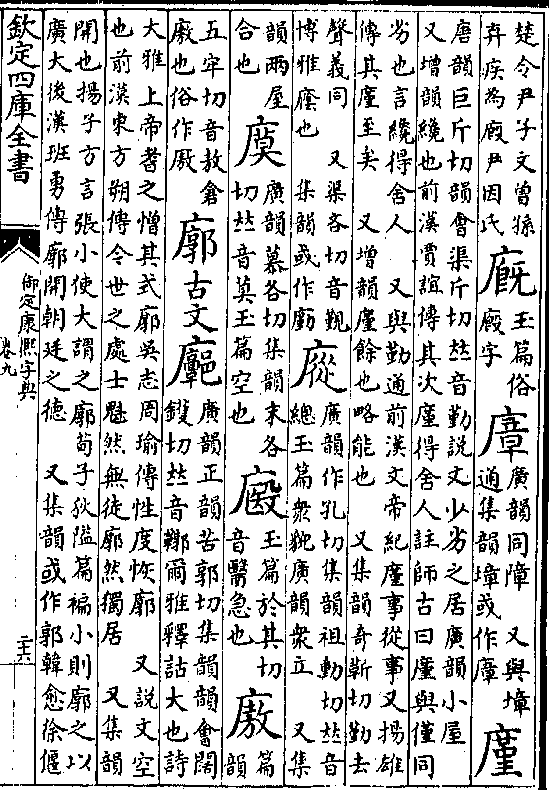 楚令尹子文曾孫
弃疾為廄尹因氏
廐
玉篇俗
廄字
㢓
廣韻同障 又與墇
通集韻墇或作㢓
廑
唐韻巨斤切韻會渠斤切𠀤音勤說文少劣之居廣韻小屋
又增韻纔也前漢賈誼傳其次廑得舍人註師古曰廑與僅同
劣也言纔得舍人 又與勤通前漢文帝紀廑事從事又揚雄
傳其廑至矣 又增韻廑餘也略能也 又集韻奇靳切勤去
聲義同 又渠吝切音覲
博雅廕也 集韻或作
㢔
廣韻作孔切集韻祖動切𠀤音
總玉篇衆貌廣韻衆立 又集
韻兩屋
合也
廣韻慕各切集韻末各
切𠀤音莫玉篇空也
玉篇於其切
音醫急也
廒
篇
韻
五牢切音敖倉
廒也俗作厫
廓
古文
廣韻正韻苦郭切集韻韻會闊
鑊切𠀤音鞹爾雅釋詁大也詩
大雅上帝耆之憎其式廓吳志周瑜傳性度恢廓 又說文空
也前漢東方朔傳令世之處士魁然無徒廓然獨居 又集韻
開也揚子方言張小使大謂之廓荀子狄隘篇褊小則廓之以
廣大後漢班勇傳廓開朝廷之德 又集韻或作郭韓愈徐偃
欽定四庫全書
御定康熙字典
卷九
二十六